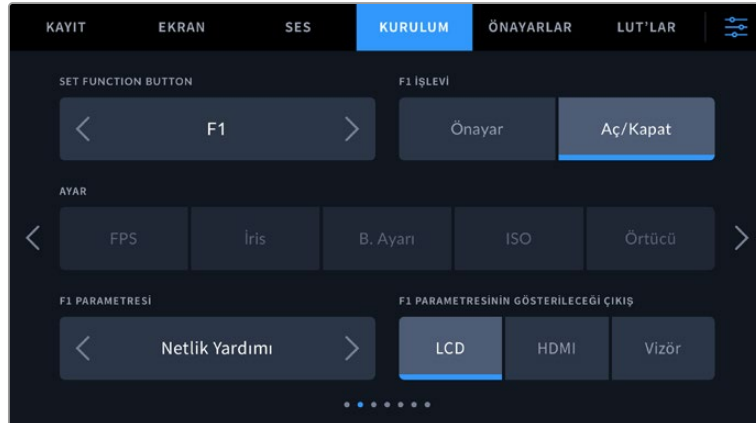 KAYIT EKRAN SES KURULUM ÖNAYARLAR LUT’LAR
SET FUNCTION BUTTON F1 İŞLEVİ
F1 Önayar Aç/Kapat
AYAR
FPS İris B. Ayarı ISO Örtücü
F1 PARAMETRESİ F1 PARAMETRESİNİN GÖSTERİLECEĞİ ÇIKIŞ
Netlik Yardımı LCD HDMI Vizör